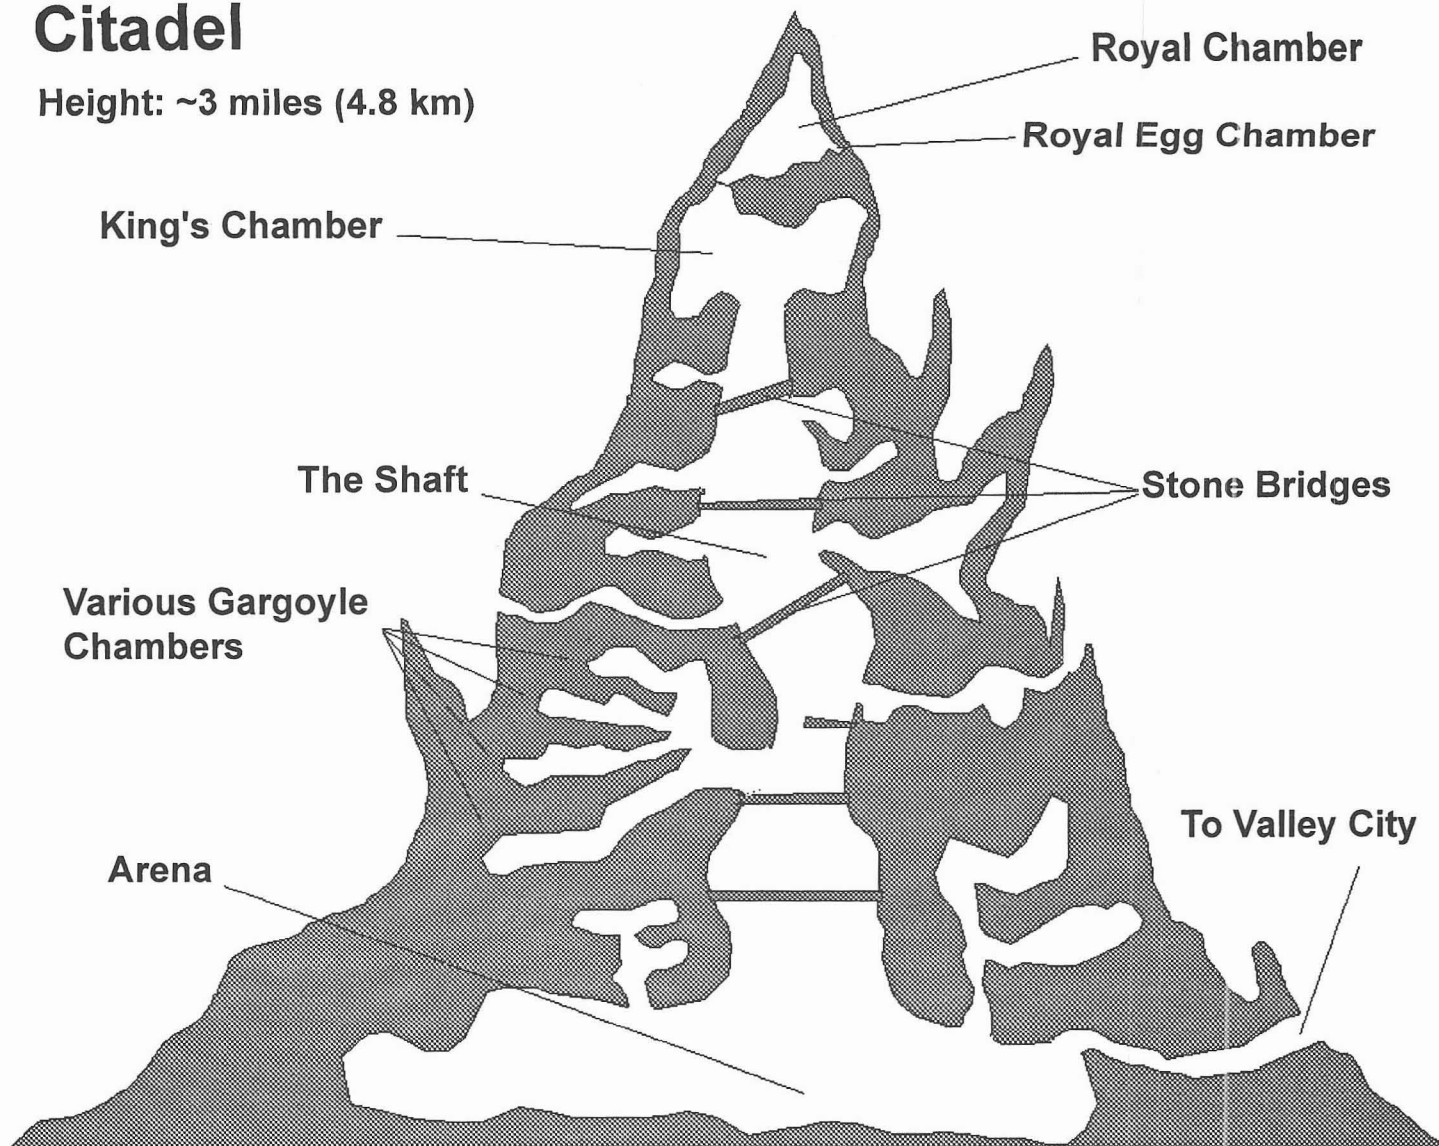 Citadel
Height: ~3 miles (4.8 km)
Royal Chamber
Royal Egg Chamber
King's Chamber
The Shaft
Stone Bridges
Various Gargoyle
Chambers
To Valley City
Arena